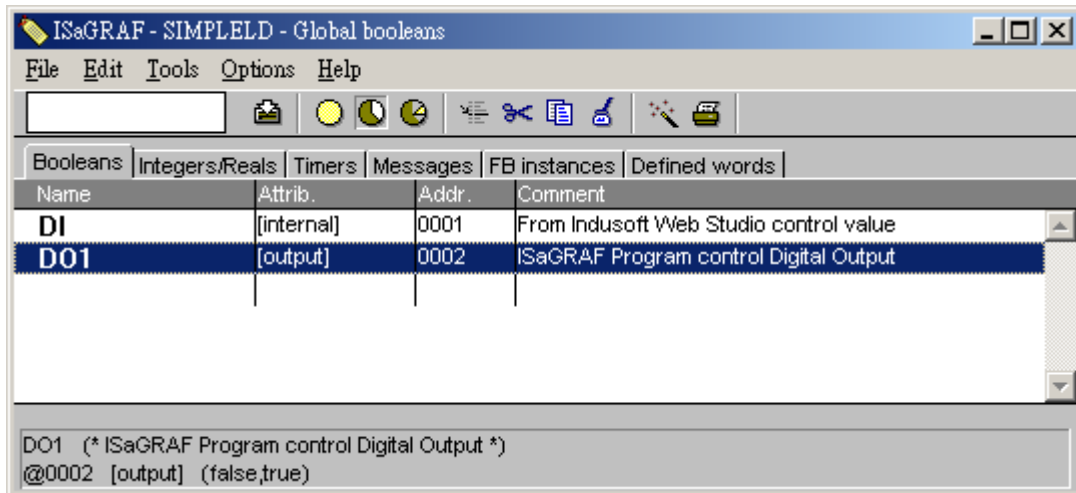 ISaGRAF - SIMPLELD - Global booleans
File Edit Tools Options Help
Booleans Integers/Reals Timers Messages FB instances Defined words
Name Attrib. Addr. Comment
DI [internal] 0001 From Indusoft Web Studio control value
DO1 [output] 0002 ISaGRAF Program control Digital Output
DO1 (* ISaGRAF Program control Digital Output *)
@0002 [output] (false,true)